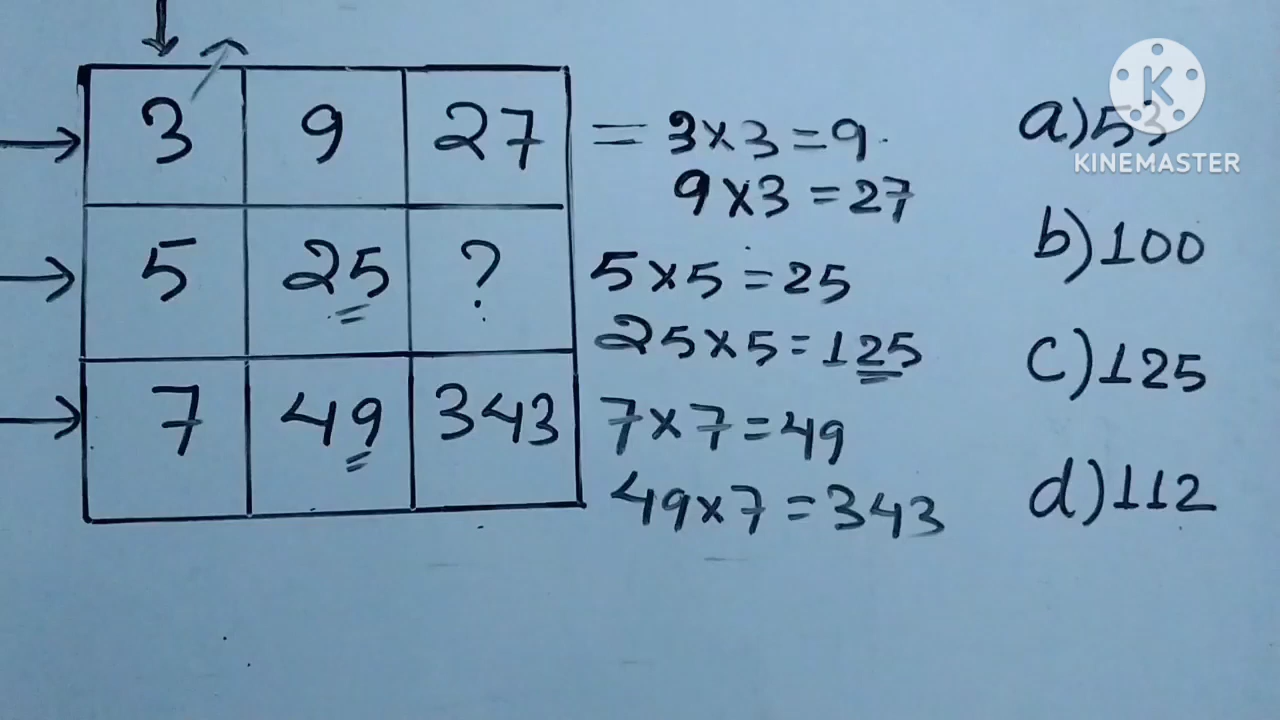 3 9 27 = 3×3=9
9×3=27
5 25 ? 5×5=25
25×5=125
7 49 343 7×7=49
49×7=343
a)53
b)100
c)125
d)112
K
KINEMASTER